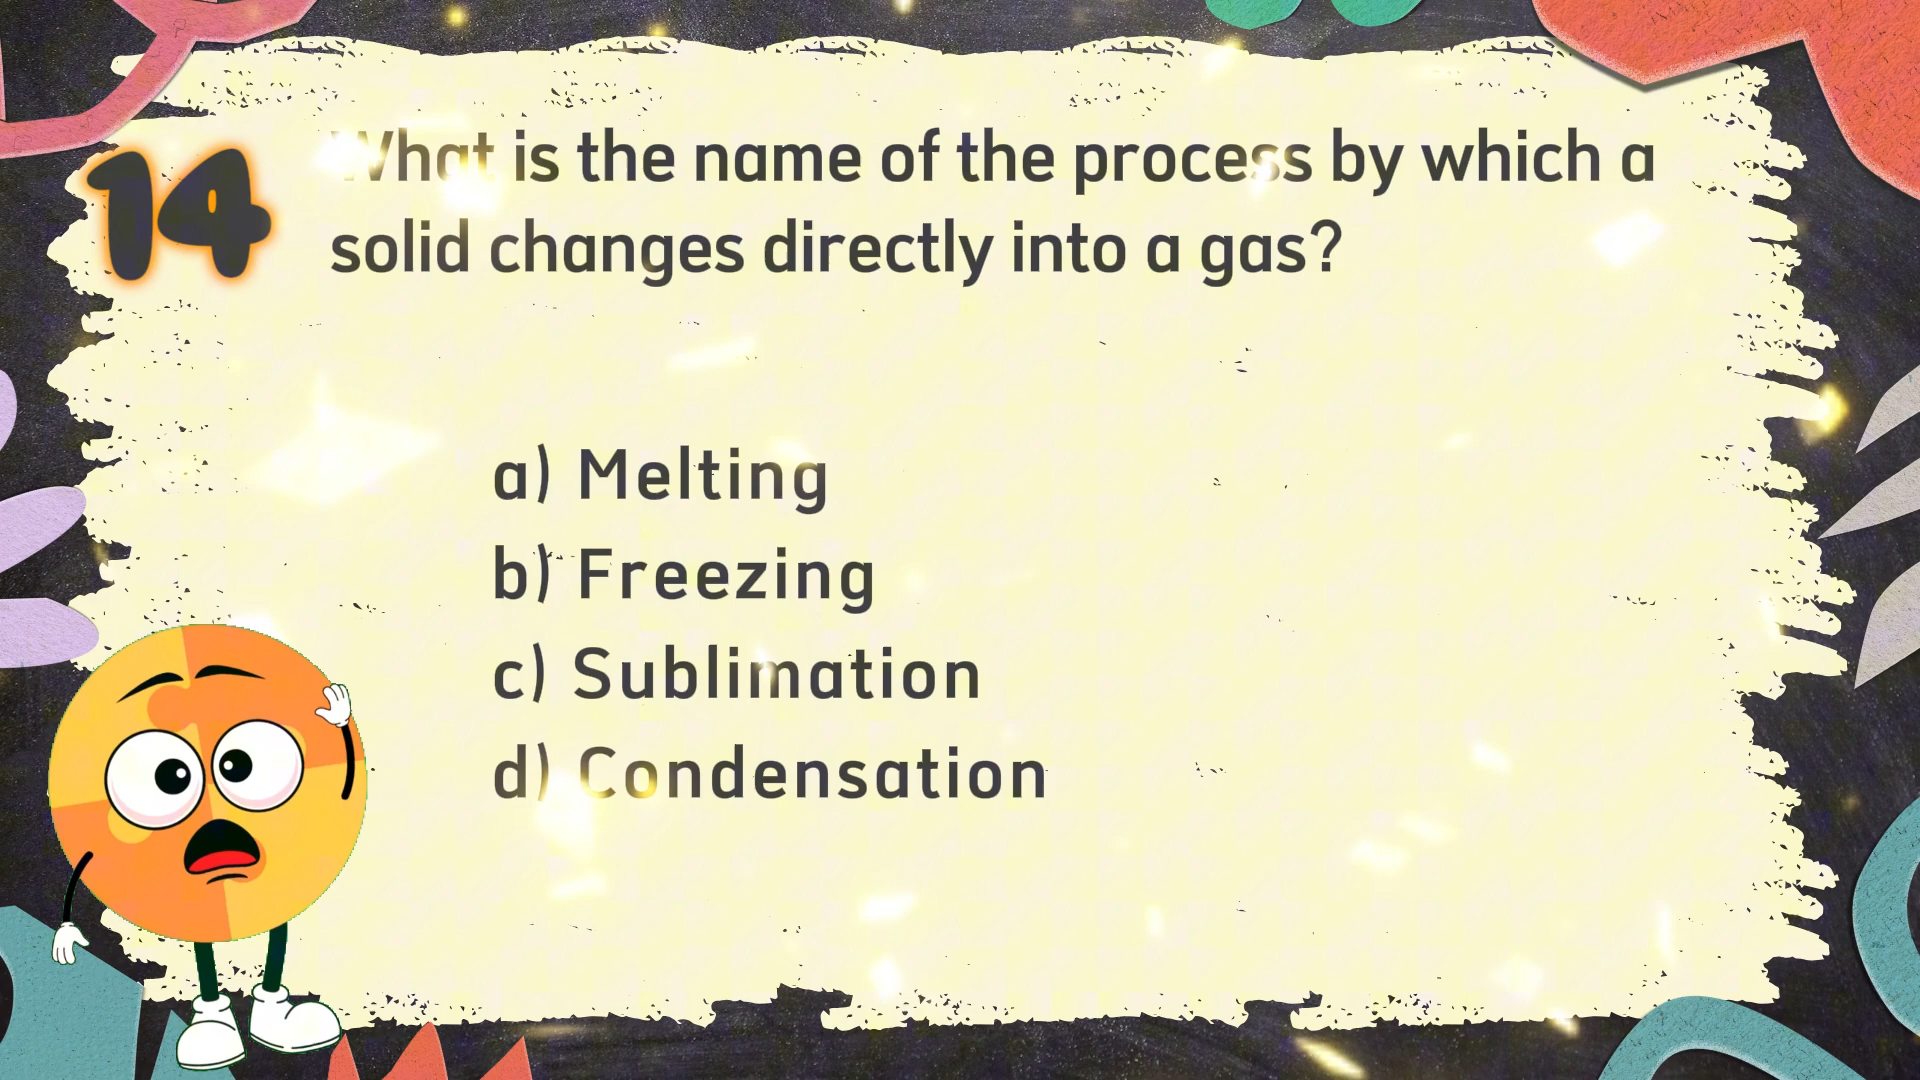 14
What is the name of the process by which a
solid changes directly into a gas?
a) Melting
b) Freezing
c) Sublimation
d) Condensation